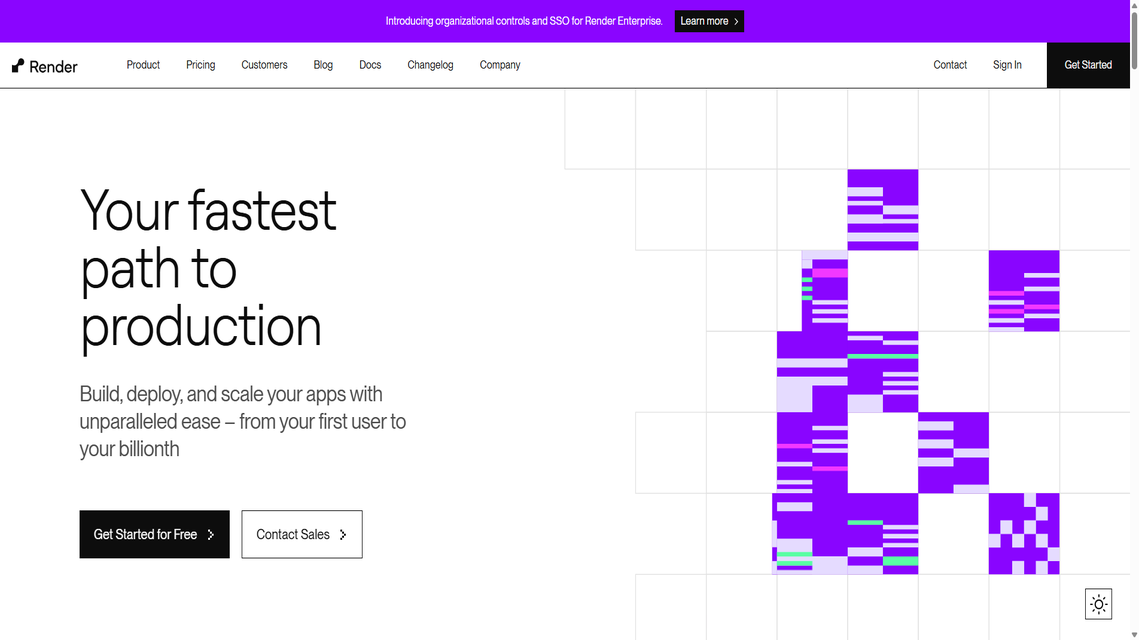 Introducing organizational controls and SSO for Render Enterprise. Learn more
Render Product Pricing Customers Blog Docs Changelog Company Contact Sign In Get Started
Your fastest
path to
production
Build, deploy, and scale your apps with
unparalleled ease – from your first user to
your billionth
Get Started for Free Contact Sales